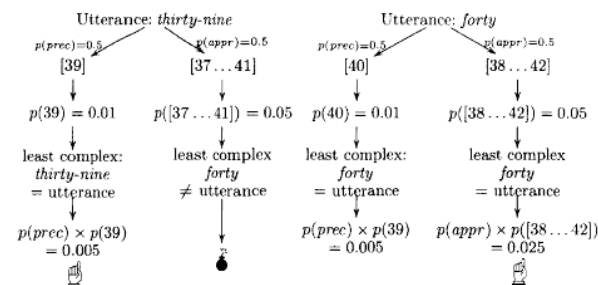 Utterance: thirty-nine Utterance: forty
p(prec)=0.5 p(appr)=0.5 p(prec)=0.5 p(appr)=0.5
[39] [37 … 41] [40] [38 … 42]
p(39) = 0.01 p([37 … 41]) = 0.05 p(40) = 0.01 p([38 … 42]) = 0.05
least complex: least complex least complex: least complex
thirty-nine forty forty forty
= utterance ≠ utterance = utterance = utterance
p(prec) × p(39) p(prec) × p(39) p(appr) × p([38 … 42])
= 0.005 = 0.005 = 0.025